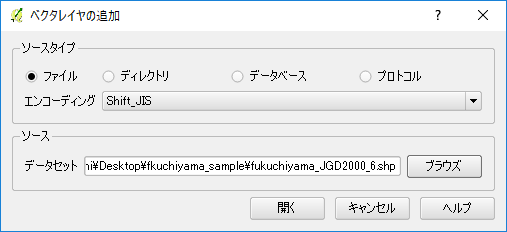 ベクタレイヤの追加
ソースタイプ
ファイル ディレクトリ データベース プロトコル
エンコーディング Shift_JIS
ソース
データセット hi¥Desktop¥fkuchiyama_sample¥fukuchiyama_JGD2000_6.shp ブラウズ
開く キャンセル ヘルプ